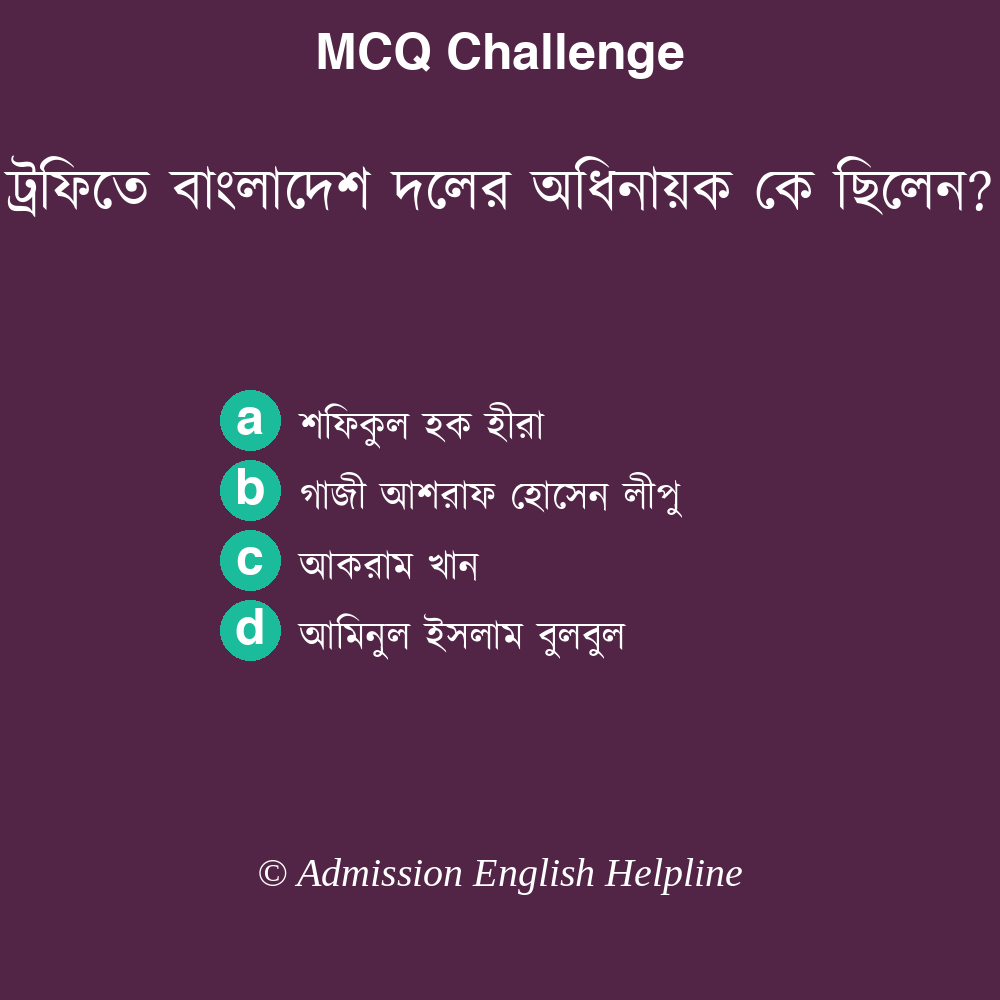 MCQ Challenge
ট্রফিতে বাংলাদেশ দলের অধিনায়ক কে ছিলেন?
a শফিকুল হক হীরা
b গাজী আশরাফ হোসেন লীপু
c আকরাম খান
d আমিনুল ইসলাম বুলবুল
© Admission English Helpline